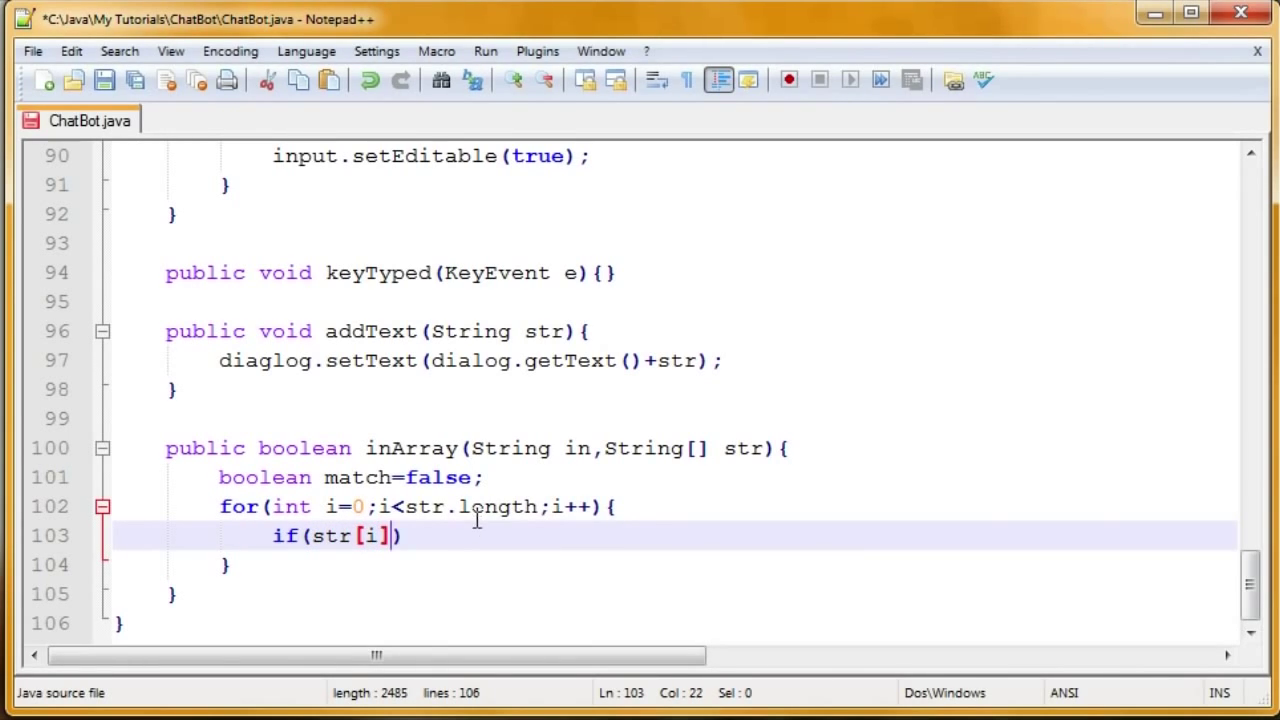 *C:\Java\My Tutorials\ChatBot\ChatBot.java - Notepad++
File Edit Search View Encoding Language Settings Macro Run Plugins Window ? X
ABC
ChatBot.java
90 input.setEditable(true);
91 }
92 }
93
94 public void keyTyped(KeyEvent e){}
95
96 public void addText(String str){
97 diaglog.setText(dialog.getText()+str);
98 }
99
100 public boolean inArray(String in,String[] str){
101 boolean match=false;
102 for(int i=0;i<str.length;i++){
103 if(str[i])
104 }
105 }
106 }
Java source file length : 2485 lines : 106 Ln : 103 Col : 22 Sel : 0 Dos\Windows ANSI INS